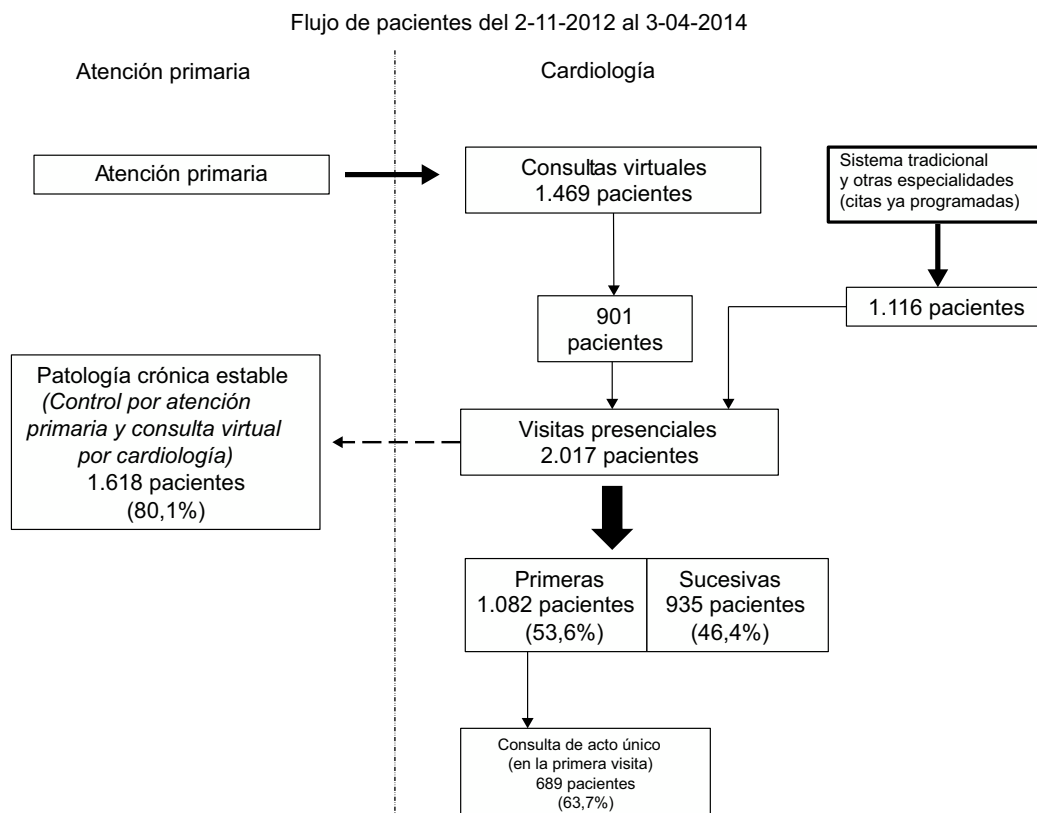 Flujo de pacientes del 2-11-2012 al 3-04-2014
Atención primaria
Cardiología
Atención primaria
Consultas virtuales
1.469 pacientes
Sistema tradicional
y otras especialidades
(citas ya programadas)
901
pacientes
1.116 pacientes
Patología crónica estable
(Control por atención
primaria y consulta virtual
por cardiología)
1.618 pacientes
(80,1%)
Visitas presenciales
2.017 pacientes
Primeras
1.082 pacientes
(53,6%)
Sucesivas
935 pacientes
(46,4%)
Consulta de acto único
(en la primera visita)
689 pacientes
(63,7%)